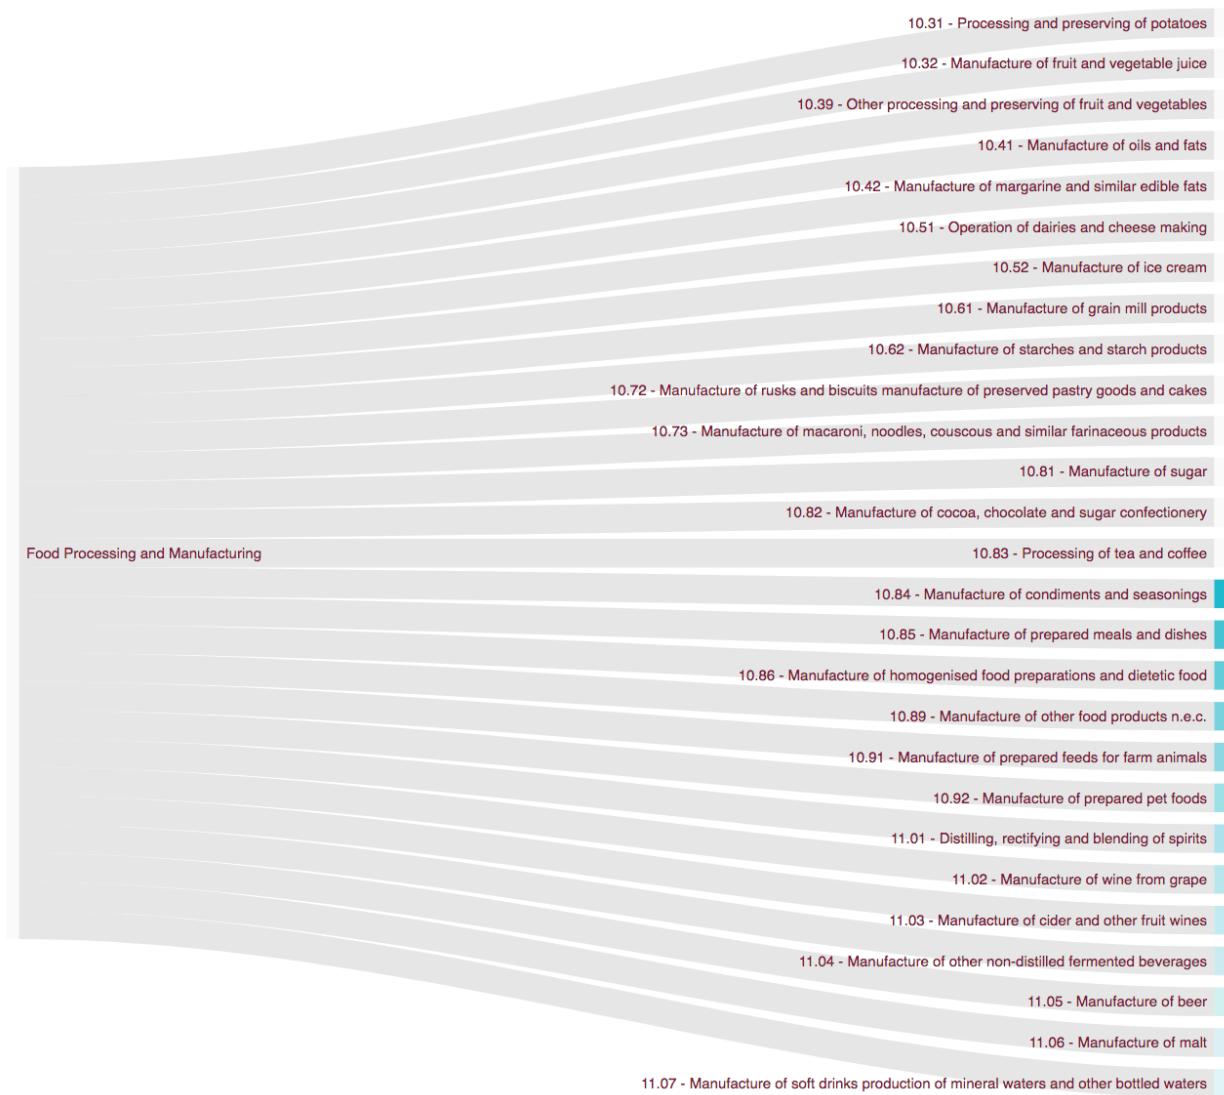 10.31 - Processing and preserving of potatoes
10.32 - Manufacture of fruit and vegetable juice
10.39 - Other processing and preserving of fruit and vegetables
10.41 - Manufacture of oils and fats
10.42 - Manufacture of margarine and similar edible fats
10.51 - Operation of dairies and cheese making
10.52 - Manufacture of ice cream
10.61 - Manufacture of grain mill products
10.62 - Manufacture of starches and starch products
10.72 - Manufacture of rusks and biscuits manufacture of preserved pastry goods and cakes
10.73 - Manufacture of macaroni, noodles, couscous and similar farinaceous products
10.81 - Manufacture of sugar
10.82 - Manufacture of cocoa, chocolate and sugar confectionery
Food Processing and Manufacturing
10.83 - Processing of tea and coffee
10.84 - Manufacture of condiments and seasonings
10.85 - Manufacture of prepared meals and dishes
10.86 - Manufacture of homogenised food preparations and dietetic food
10.89 - Manufacture of other food products n.e.c.
10.91 - Manufacture of prepared feeds for farm animals
10.92 - Manufacture of prepared pet foods
11.01 - Distilling, rectifying and blending of spirits
11.02 - Manufacture of wine from grape
11.03 - Manufacture of cider and other fruit wines
11.04 - Manufacture of other non-distilled fermented beverages
11.05 - Manufacture of beer
11.06 - Manufacture of malt
11.07 - Manufacture of soft drinks production of mineral waters and other bottled waters